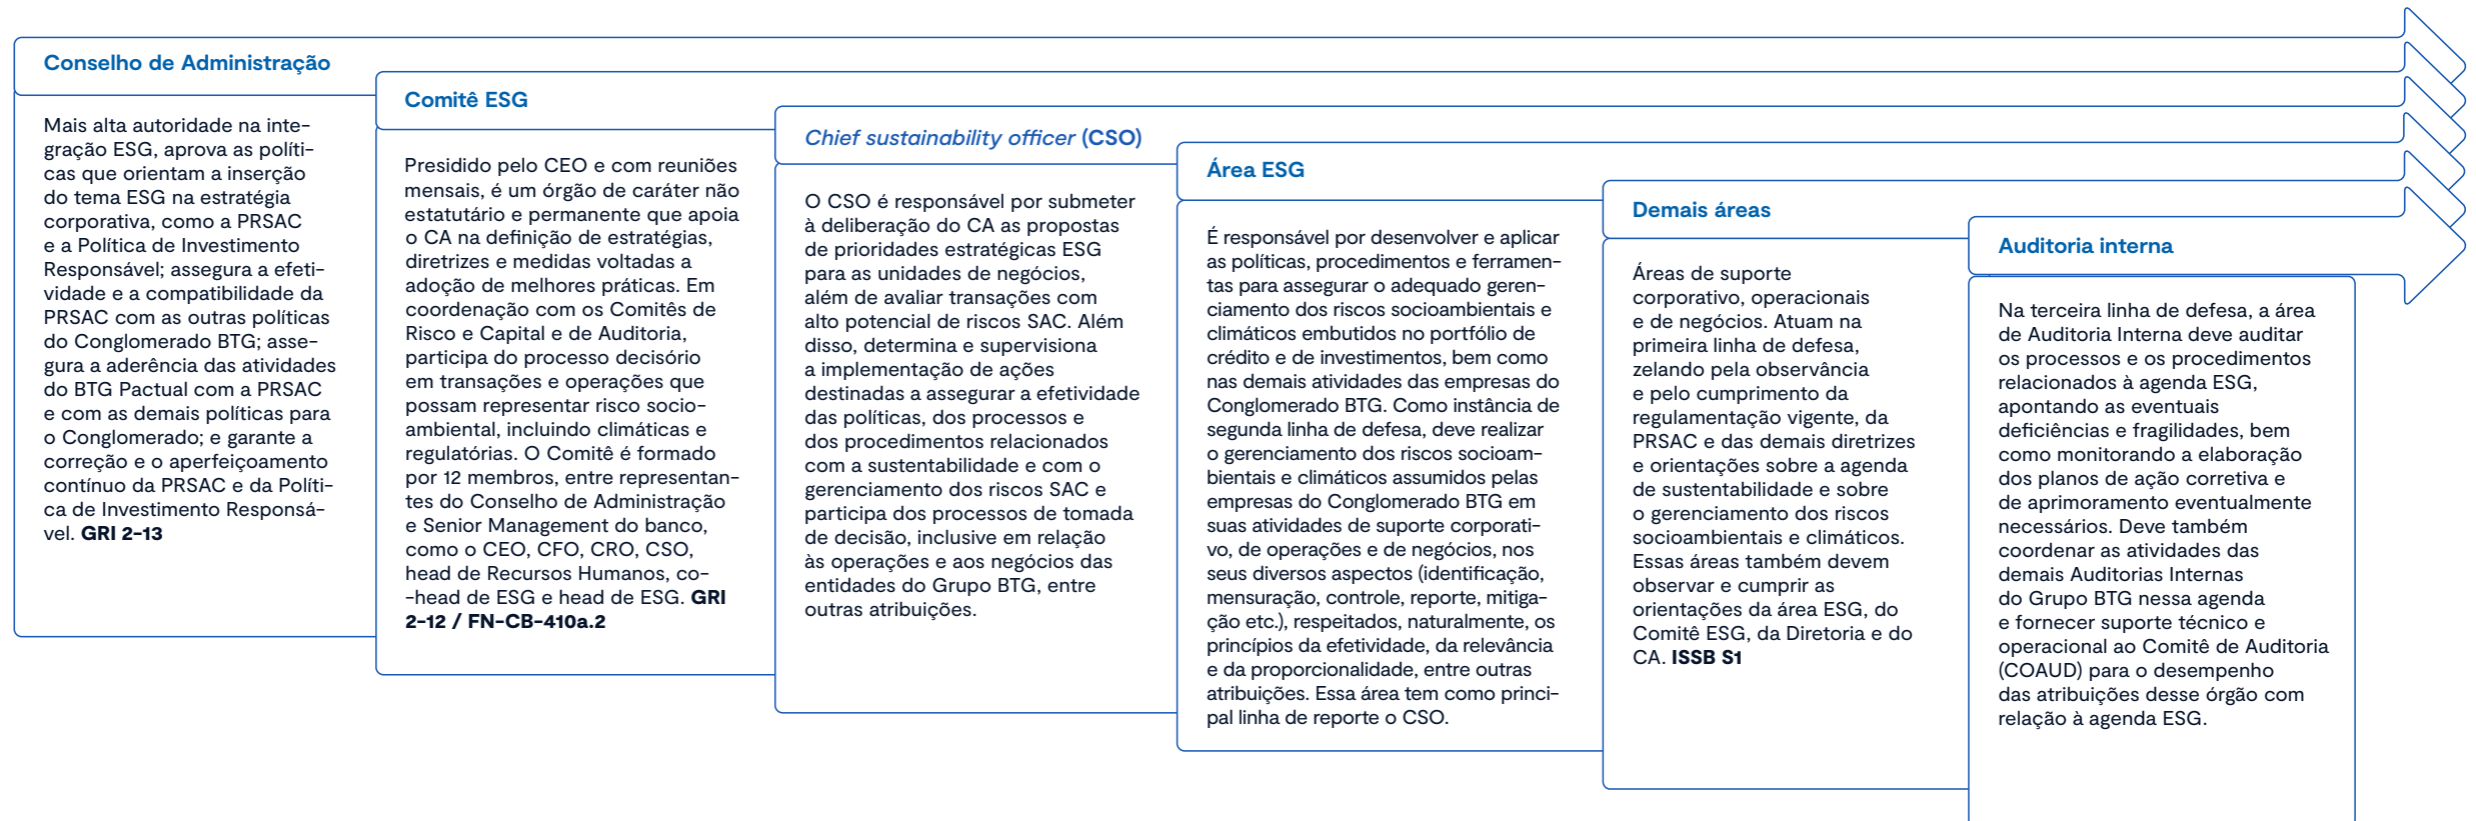 Conselho de Administração
Mais alta autoridade na inte-
gração ESG, aprova as políti-
cas que orientam a inserção
do tema ESG na estratégia
corporativa, como a PRSAC
e a Política de Investimento
Responsável; assegura a efeti-
vidade e a compatibilidade da
PRSAC com as outras políticas
do Conglomerado BTG; asse-
gura a aderência das atividades
do BTG Pactual com a PRSAC
e com as demais políticas para
o Conglomerado; e garante a
correção e o aperfeiçoamento
contínuo da PRSAC e da Políti-
ca de Investimento Responsá-
vel. GRI 2-13
Comitê ESG
Presidido pelo CEO e com reuniões
mensais, é um órgão de caráter não
estatutário e permanente que apoia
o CA na definição de estratégias,
diretrizes e medidas voltadas a
adoção de melhores práticas. Em
coordenação com os Comitês de
Risco e Capital e de Auditoria,
participa do processo decisório
em transações e operações que
possam representar risco socio-
ambiental, incluindo climáticas e
regulatórias. O Comitê é formado
por 12 membros, entre representan-
tes do Conselho de Administração
e Senior Management do banco,
como o CEO, CFO, CRO, CSO,
head de Recursos Humanos, co-
-head de ESG e head de ESG. GRI
2-12 / FN-CB-410a.2
Chief sustainability officer (CSO)
O CSO é responsável por submeter
à deliberação do CA as propostas
de prioridades estratégicas ESG
para as unidades de negócios,
além de avaliar transações com
alto potencial de riscos SAC. Além
disso, determina e supervisiona
a implementação de ações
destinadas a assegurar a efetividade
das políticas, dos processos e
dos procedimentos relacionados
com a sustentabilidade e com o
gerenciamento dos riscos SAC e
participa dos processos de tomada
de decisão, inclusive em relação
às operações e aos negócios das
entidades do Grupo BTG, entre
outras atribuições.
Área ESG
É responsável por desenvolver e aplicar
as políticas, procedimentos e ferramen-
tas para assegurar o adequado geren-
ciamento dos riscos socioambientais e
climáticos embutidos no portfólio de
crédito e de investimentos, bem como
nas demais atividades das empresas do
Conglomerado BTG. Como instância de
segunda linha de defesa, deve realizar
o gerenciamento dos riscos socioam-
bientais e climáticos assumidos pelas
empresas do Conglomerado BTG em
suas atividades de suporte corporati-
vo, de operações e de negócios, nos
seus diversos aspectos (identificação,
mensuração, controle, reporte, mitiga-
ção etc.), respeitados, naturalmente, os
princípios da efetividade, da relevância
e da proporcionalidade, entre outras
atribuições. Essa área tem como princi-
pal linha de reporte o CSO.
Demais áreas
Áreas de suporte
corporativo, operacionais
e de negócios. Atuam na
primeira linha de defesa,
zelando pela observância
e pelo cumprimento da
regulamentação vigente, da
PRSAC e das demais diretrizes
e orientações sobre a agenda
de sustentabilidade e sobre
o gerenciamento dos riscos
socioambientais e climáticos.
Essas áreas também devem
observar e cumprir as
orientações da área ESG, do
Comitê ESG, da Diretoria e do
CA. ISSB S1
Auditoria interna
Na terceira linha de defesa, a área
de Auditoria Interna deve auditar
os processos e os procedimentos
relacionados à agenda ESG,
apontando as eventuais
deficiências e fragilidades, bem
como monitorando a elaboração
dos planos de ação corretiva e
de aprimoramento eventualmente
necessários. Deve também
coordenar as atividades das
demais Auditorias Internas
do Grupo BTG nessa agenda
e fornecer suporte técnico e
operacional ao Comitê de Auditoria
(COAUD) para o desempenho
das atribuições desse órgão com
relação à agenda ESG.